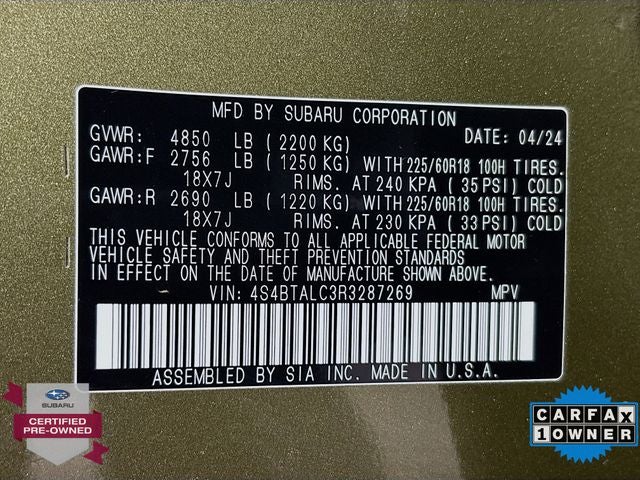 MFD BY SUBARU CORPORATION
GVWR: 4850 LB (2200 KG) DATE: 04/24
GAWR:F 2756 LB (1250 KG) WITH 225/60R18 100H TIRES.
18X7J RIMS. AT 240 KPA (35 PSI) COLD
GAWR:R 2690 LB (1220 KG) WITH 225/60R18 100H TIRES.
18X7J RIMS. AT 230 KPA (33 PSI) COLD
THIS VEHICLE CONFORMS TO ALL APPLICABLE FEDERAL MOTOR
VEHICLE SAFETY AND THEFT PREVENTION STANDARDS
IN EFFECT ON THE DATE OF MANUFACTURE SHOWN ABOVE.
VIN: 4S4BTALC3R3287269 MPV
ASSEMBLED BY SIA INC. MADE IN U.S.A.
SUBARU
CERTIFIED
PRE-OWNED
CARFAX
1 OWNER